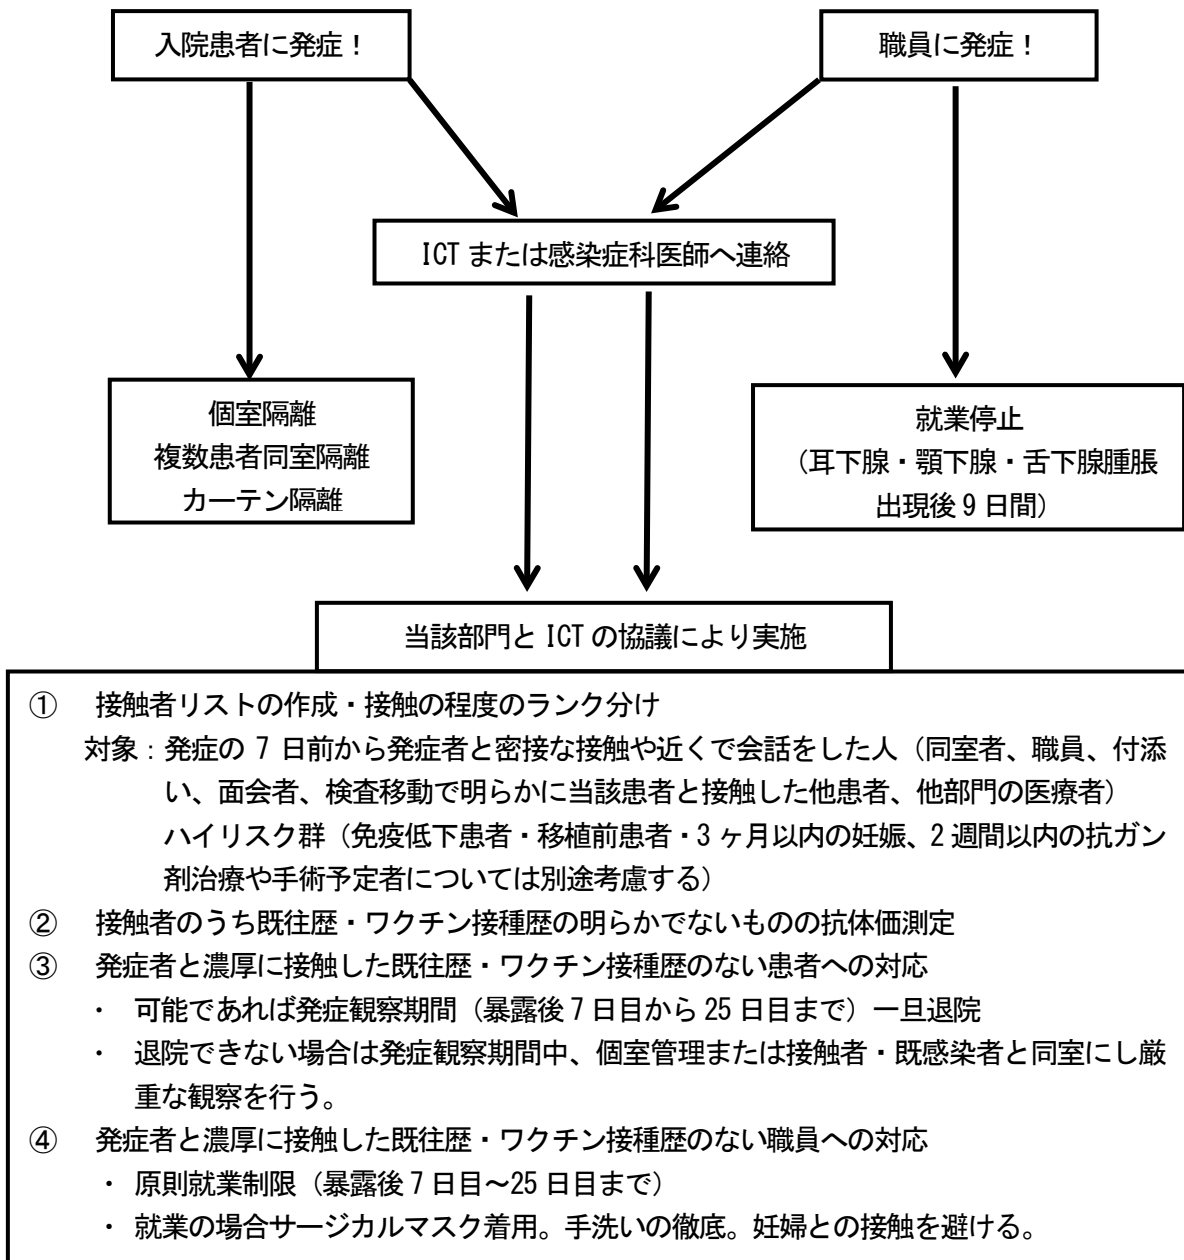 入院患者に発症！
職員に発症！
ICT または感染症科医師へ連絡
個室隔離
複数患者同室隔離
カーテン隔離
就業停止
（耳下腺・顎下腺・舌下腺腫脹
出現後 9 日間）
当該部門と ICT の協議により実施
① 接触者リストの作成・接触の程度のランク分け
対象：発症の 7 日前から発症者と密接な接触や近くで会話をした人（同室者、職員、付添
い、面会者、検査移動で明らかに当該患者と接触した他患者、他部門の医療者）
ハイリスク群（免疫低下患者・移植前患者・3 ヶ月以内の妊娠、2 週間以内の抗ガン
剤治療や手術予定者については別途考慮する）
② 接触者のうち既往歴・ワクチン接種歴の明らかでないものの抗体価測定
③ 発症者と濃厚に接触した既往歴・ワクチン接種歴のない患者への対応
・ 可能であれば発症観察期間（暴露後 7 日目から 25 日目まで）一旦退院
・ 退院できない場合は発症観察期間中、個室管理または接触者・既感染者と同室にし厳
重な観察を行う。
④ 発症者と濃厚に接触した既往歴・ワクチン接種歴のない職員への対応
・ 原則就業制限（暴露後 7 日目～25 日目まで）
・ 就業の場合サージカルマスク着用。手洗いの徹底。妊婦との接触を避ける。